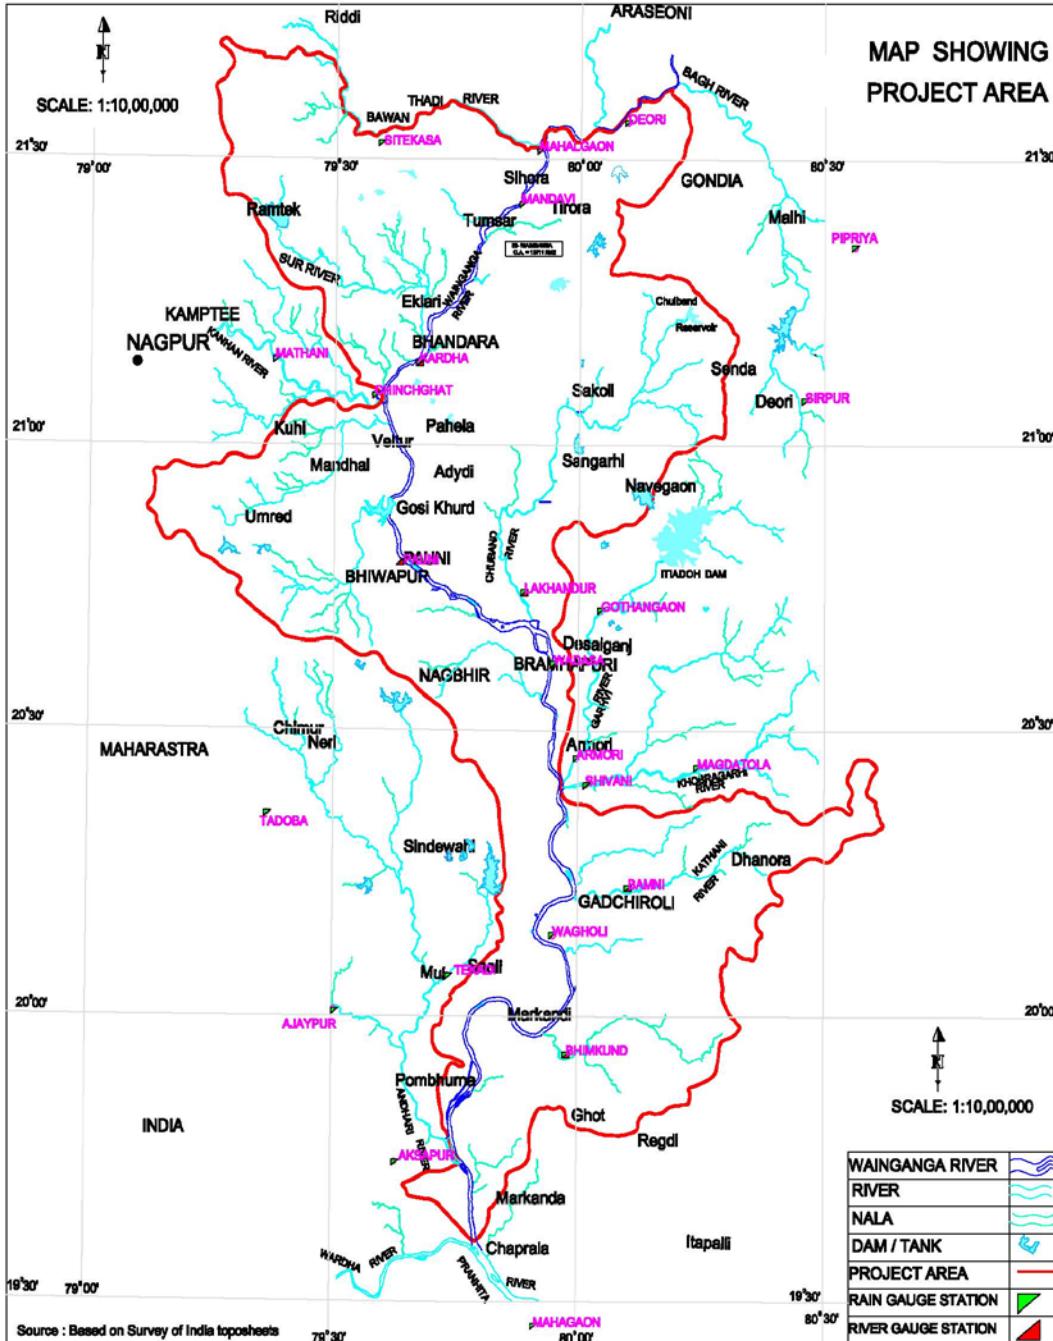 Riddi
ARASEONI
MAP SHOWING
PROJECT AREA
SCALE: 1:10,00,000
BAGH RIVER
BAWAN THADI RIVER
DEORI
SITEKASA
MAHALGAON
21°30'
79°00'
79°30'
80°00'
80°30'
21°30'
Sihora
GONDIA
MANDAVI
Ramtek
Tumsar
Tirora
Malhi
PIPRIYA
SUR RIVER
WAINGANGA RIVER
Eklari
Chulband
Reservoir
KAMPTEE
KANHAN RIVER
NAGPUR
BHANDARA
MATHANI
KARDHA
Senda
CHINCHGHAT
Sakoli
Deori
SIRPUR
Kuhi
Pahela
21°00'
Veltur
21°00'
Mandhal
Adydi
Sangarhi
Navegaon
Umred
Gosi Khurd
CHUBAND RIVER
PAUNI
BHIWAPUR
ITIADOH DAM
LAKHANDUR
GOTHANGAON
Desaiganj
WADASA
BRAMHAPURI
NAGBHIR
GARHVI RIVER
20°30'
Chimur
20°30'
Neri
MAHARASTRA
Armori
ARMORI
MAGDATOLA
SHIVANI
KHOBRAGARHI
RIVER
TADOBA
Sindewahi
KATHANI RIVER
Dhanora
BAMNI
GADCHIROLI
WAGHOLI
Mul
Saoli
20°00'
AJAYPUR
Markandi
20°00'
BHIMKUND
Pombhurna
SCALE: 1:10,00,000
ANDHARI RIVER
Ghot
INDIA
Regdi
AKSAPUR
Markanda
WAINGANGA RIVER
RIVER
NALA
DAM / TANK
PROJECT AREA
RAIN GAUGE STATION
RIVER GAUGE STATION
Itapalli
Chaprala
WARDHA RIVER
PRANHITA RIVER
19°30'
79°00'
19°30'
80°30'
MAHAGAON
79°30'
80°00'
Source : Based on Survey of India toposheets